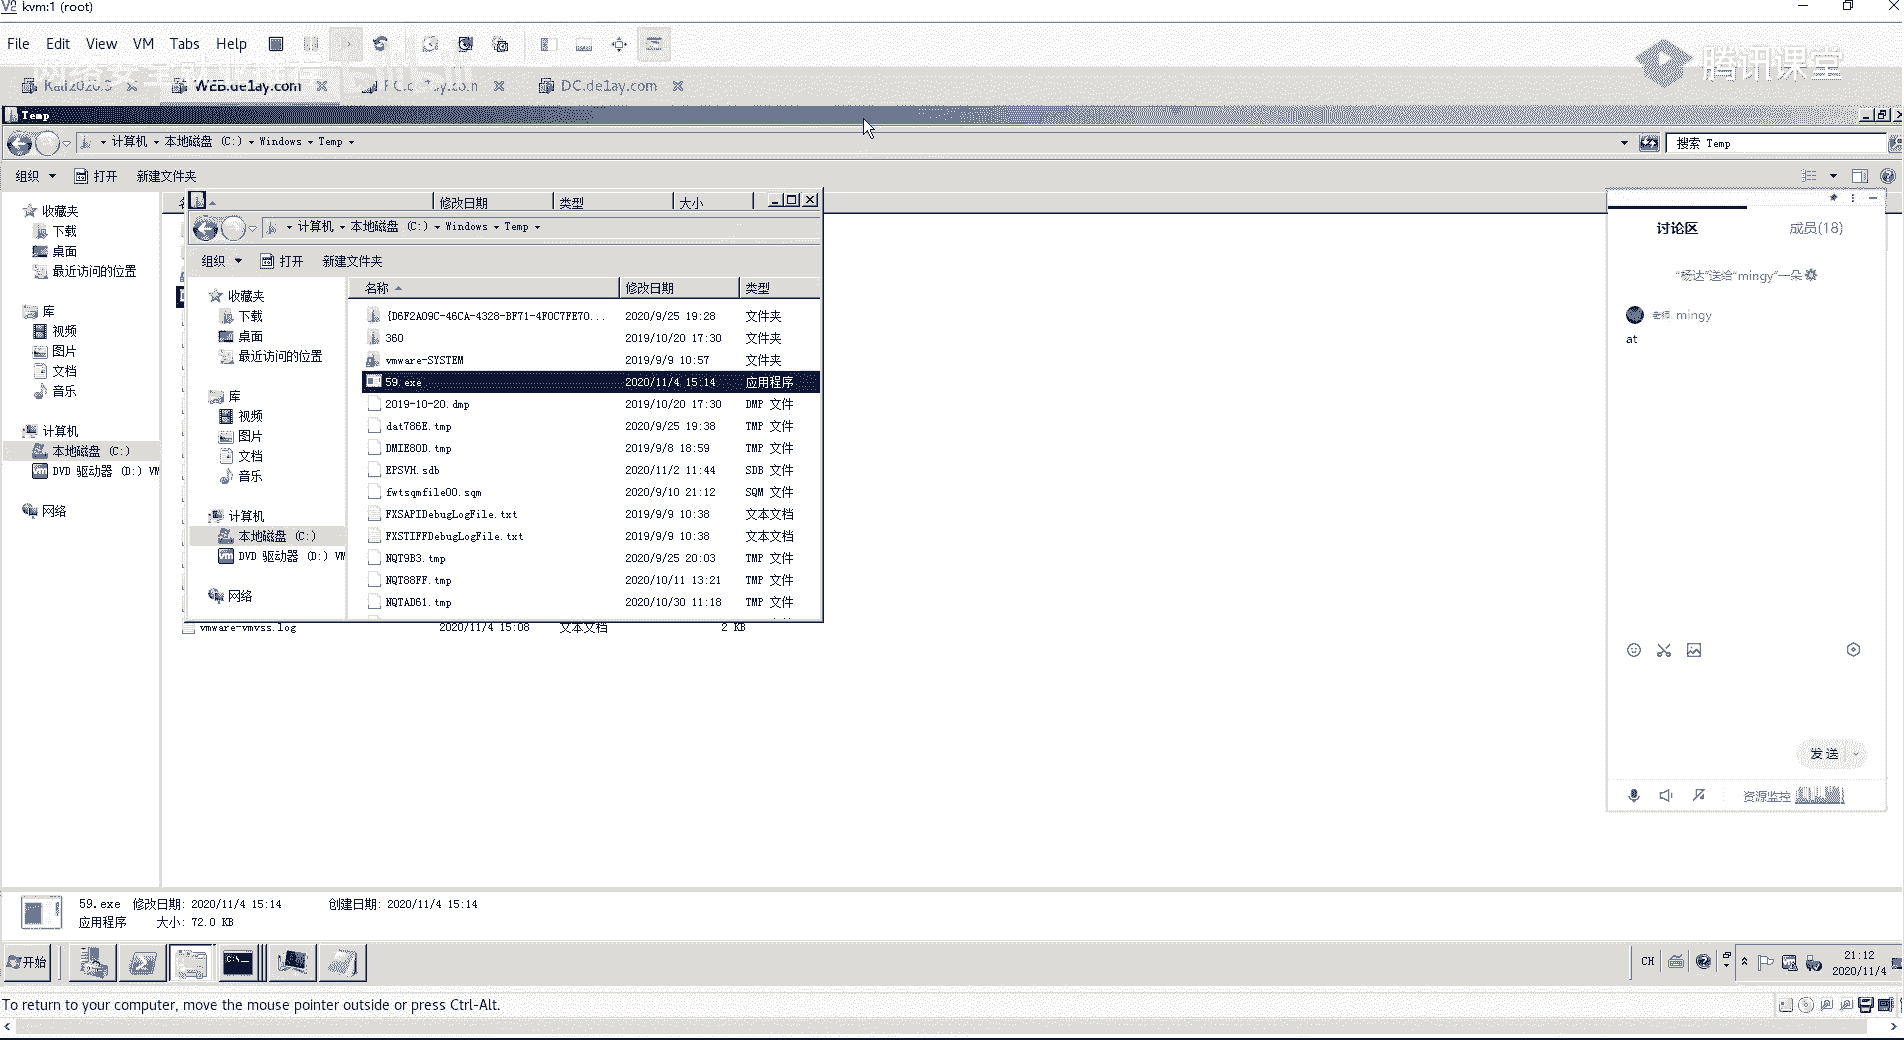 kvm:1 (root)
File Edit View VM Tabs Help
腾讯课堂
Kali2020.3 WEB.de1ay.com PC.de1ay.com DC.de1ay.com
Temp
计算机 本地磁盘 (C:) Windows Temp
搜索 Temp
组织 打开 新建文件夹
收藏夹
下载
桌面
最近访问的位置
库
视频
图片
文档
音乐
计算机
本地磁盘 (C:)
DVD 驱动器 (D:) VM
网络
修改日期 类型 大小
计算机 本地磁盘 (C:) Windows Temp
组织 打开 新建文件夹
收藏夹
下载
桌面
最近访问的位置
库
视频
图片
文档
音乐
计算机
本地磁盘 (C:)
DVD 驱动器 (D:) VM
网络
名称 修改日期 类型
{D6F2A09C-46CA-4328-BF71-4F0C7FE70... 2020/9/25 19:28 文件夹
360 2019/10/20 17:30 文件夹
vmware-SYSTEM 2019/9/9 10:57 文件夹
59.exe 2020/11/4 15:14 应用程序
2019-10-20.dmp 2019/10/20 17:30 DMP 文件
dat786E.tmp 2020/9/25 19:38 TMP 文件
DMIE80D.tmp 2019/9/8 18:59 TMP 文件
EPSVH.sdb 2020/11/2 11:44 SDB 文件
fwtsqmfile00.sqm 2020/9/10 21:12 SQM 文件
FXSAPIDebugLogFile.txt 2019/9/9 10:38 文本文档
FXSTIFFDebugLogFile.txt 2019/9/9 10:38 文本文档
NQT9B3.tmp 2020/9/25 20:03 TMP 文件
NQT88FF.tmp 2020/10/11 13:21 TMP 文件
NQTAD61.tmp 2020/10/30 11:18 TMP 文件
vmware-vmvss.log 2020/11/4 15:08 文本文档 2 KB
讨论区 成员(18)
“杨达”送给“mingy”一朵
老师 mingy
at
发送
资源监控
59.exe 修改日期: 2020/11/4 15:14 创建日期: 2020/11/4 15:14
应用程序 大小: 72.0 KB
开始
CH
21:12
2020/11/4
To return to your computer, move the mouse pointer outside or press Ctrl-Alt.